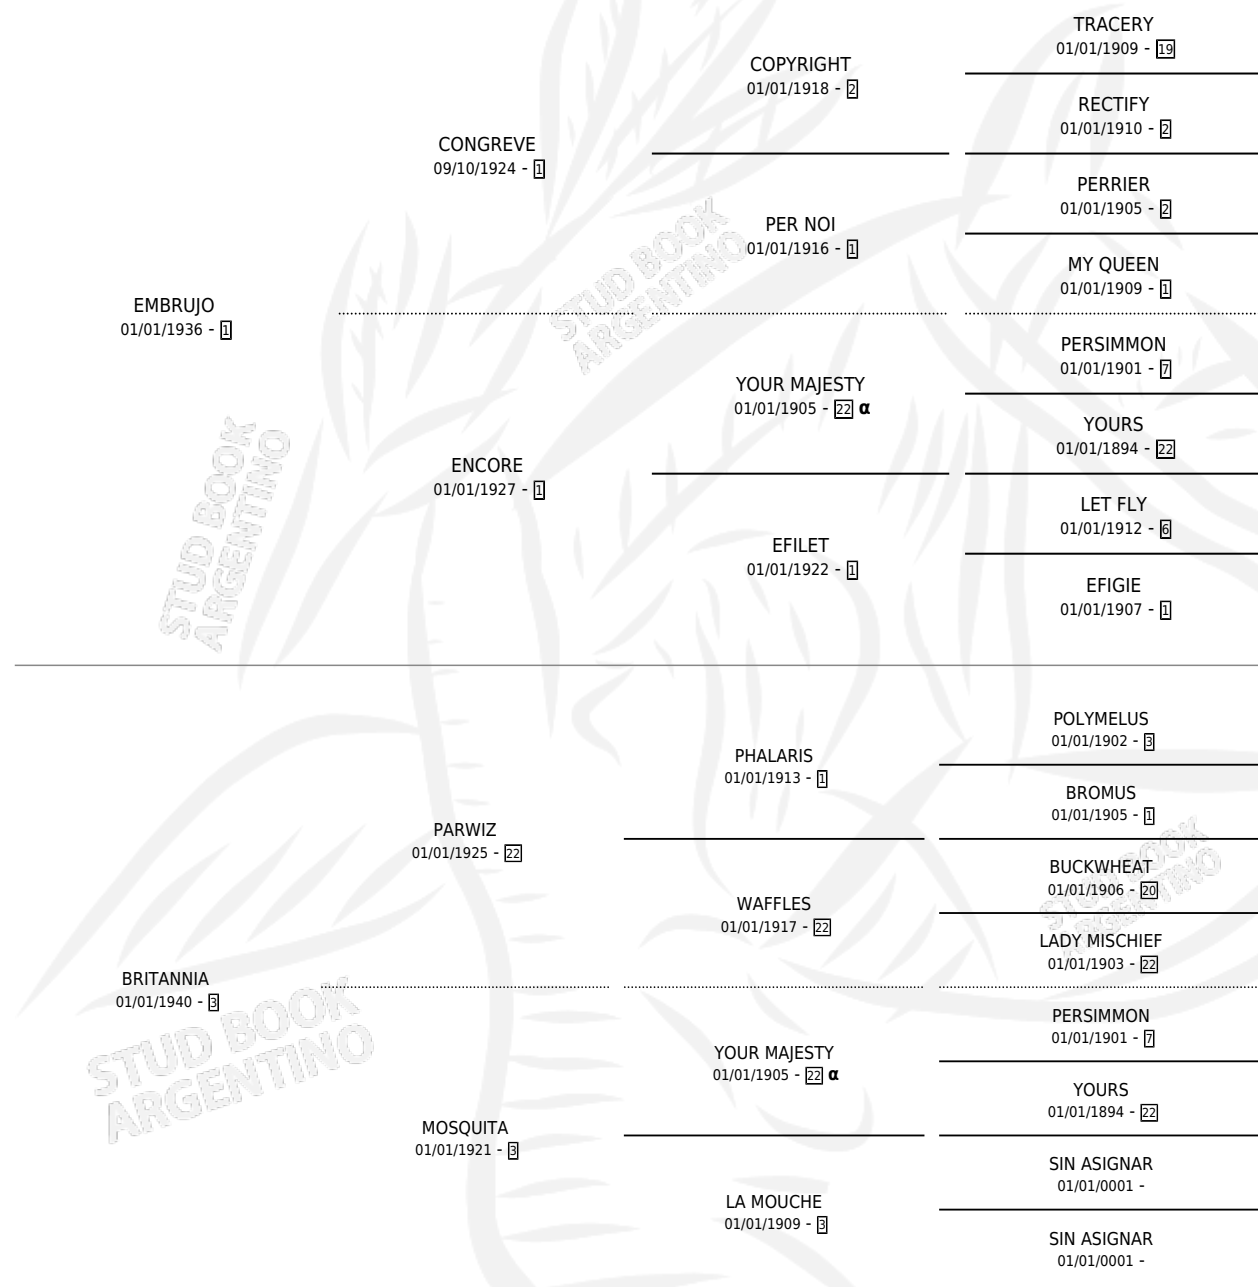 TRACERY
01/01/1909 - 19
COPYRIGHT
01/01/1918 - 2
RECTIFY
01/01/1910 - 2
CONGREVE
09/10/1924 - 1
PERRIER
01/01/1905 - 2
PER NOI
01/01/1916 - 1
MY QUEEN
01/01/1909 - 1
STUD BOOK
ARGENTINO
EMBRUJO
01/01/1936 - 1
PERSIMMON
01/01/1901 - 7
YOUR MAJESTY
01/01/1905 - 22 α
YOURS
01/01/1894 - 22
ENCORE
01/01/1927 - 1
LET FLY
01/01/1912 - 6
EFILET
01/01/1922 - 1
EFIGIE
01/01/1907 - 1
STUD BOOK
ARGENTINO
POLYMELUS
01/01/1902 - 3
PHALARIS
01/01/1913 - 1
BROMUS
01/01/1905 - 1
PARWIZ
01/01/1925 - 22
BUCKWHEAT
01/01/1906 - 20
WAFFLES
01/01/1917 - 22
LADY MISCHIEF
01/01/1903 - 22
STUD BOOK
ARGENTINO
BRITANNIA
01/01/1940 - 3
PERSIMMON
01/01/1901 - 7
YOUR MAJESTY
01/01/1905 - 22 α
YOURS
01/01/1894 - 22
STUD BOOK
ARGENTINO
MOSQUITA
01/01/1921 - 3
SIN ASIGNAR
01/01/0001 -
LA MOUCHE
01/01/1909 - 3
SIN ASIGNAR
01/01/0001 -